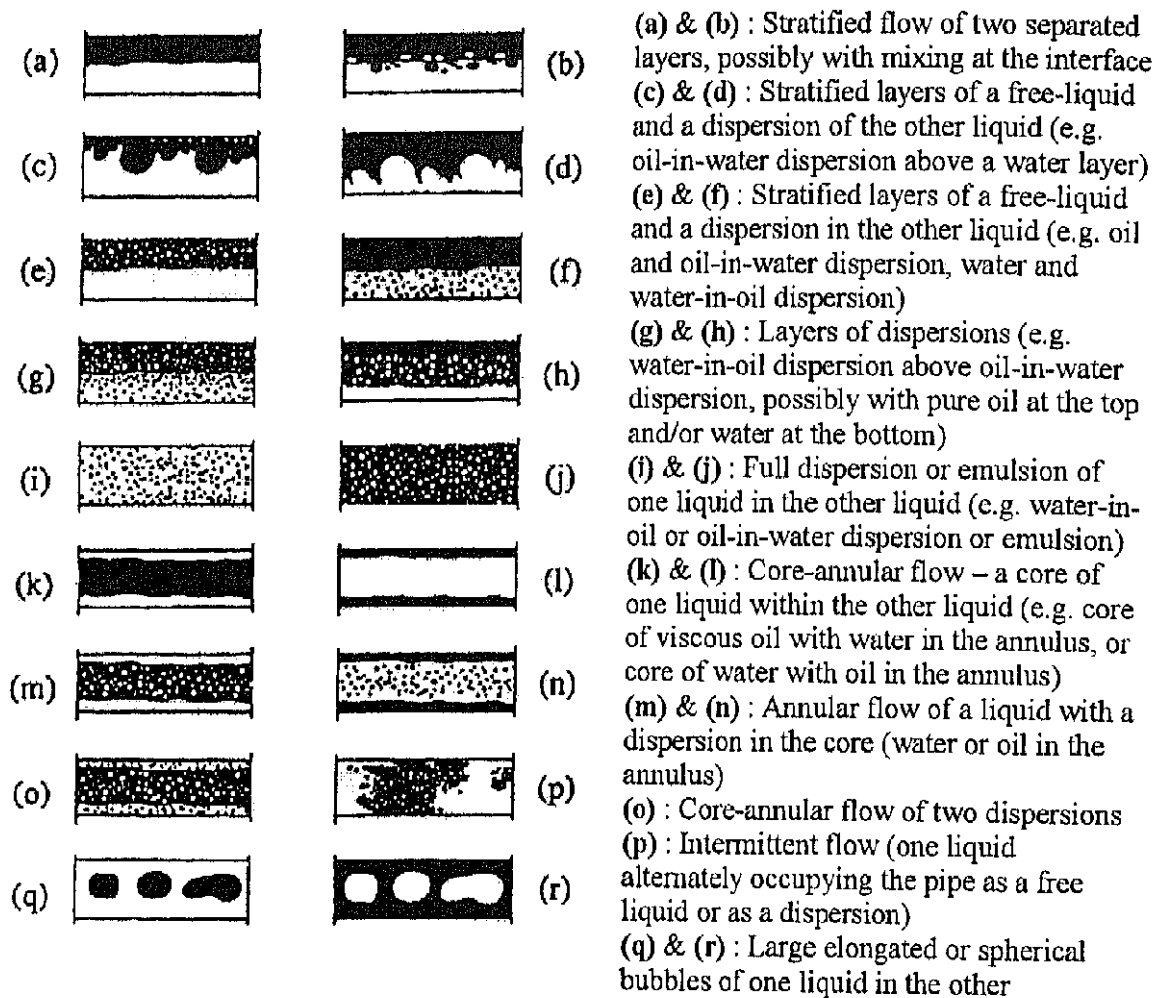 (a)
(b)
(c)
(d)
(e)
(f)
(g)
(h)
(i)
(j)
(k)
(l)
(m)
(n)
(o)
(p)
(q)
(r)
(a) & (b) : Stratified flow of two separated
layers, possibly with mixing at the interface
(c) & (d) : Stratified layers of a free-liquid
and a dispersion of the other liquid (e.g.
oil-in-water dispersion above a water layer)
(e) & (f) : Stratified layers of a free-liquid
and a dispersion in the other liquid (e.g. oil
and oil-in-water dispersion, water and
water-in-oil dispersion)
(g) & (h) : Layers of dispersions (e.g.
water-in-oil dispersion above oil-in-water
dispersion, possibly with pure oil at the top
and/or water at the bottom)
(i) & (j) : Full dispersion or emulsion of
one liquid in the other liquid (e.g. water-in-
oil or oil-in-water dispersion or emulsion)
(k) & (l) : Core-annular flow – a core of
one liquid within the other liquid (e.g. core
of viscous oil with water in the annulus, or
core of water with oil in the annulus)
(m) & (n) : Annular flow of a liquid with a
dispersion in the core (water or oil in the
annulus)
(o) : Core-annular flow of two dispersions
(p) : Intermittent flow (one liquid
alternately occupying the pipe as a free
liquid or as a dispersion)
(q) & (r) : Large elongated or spherical
bubbles of one liquid in the other